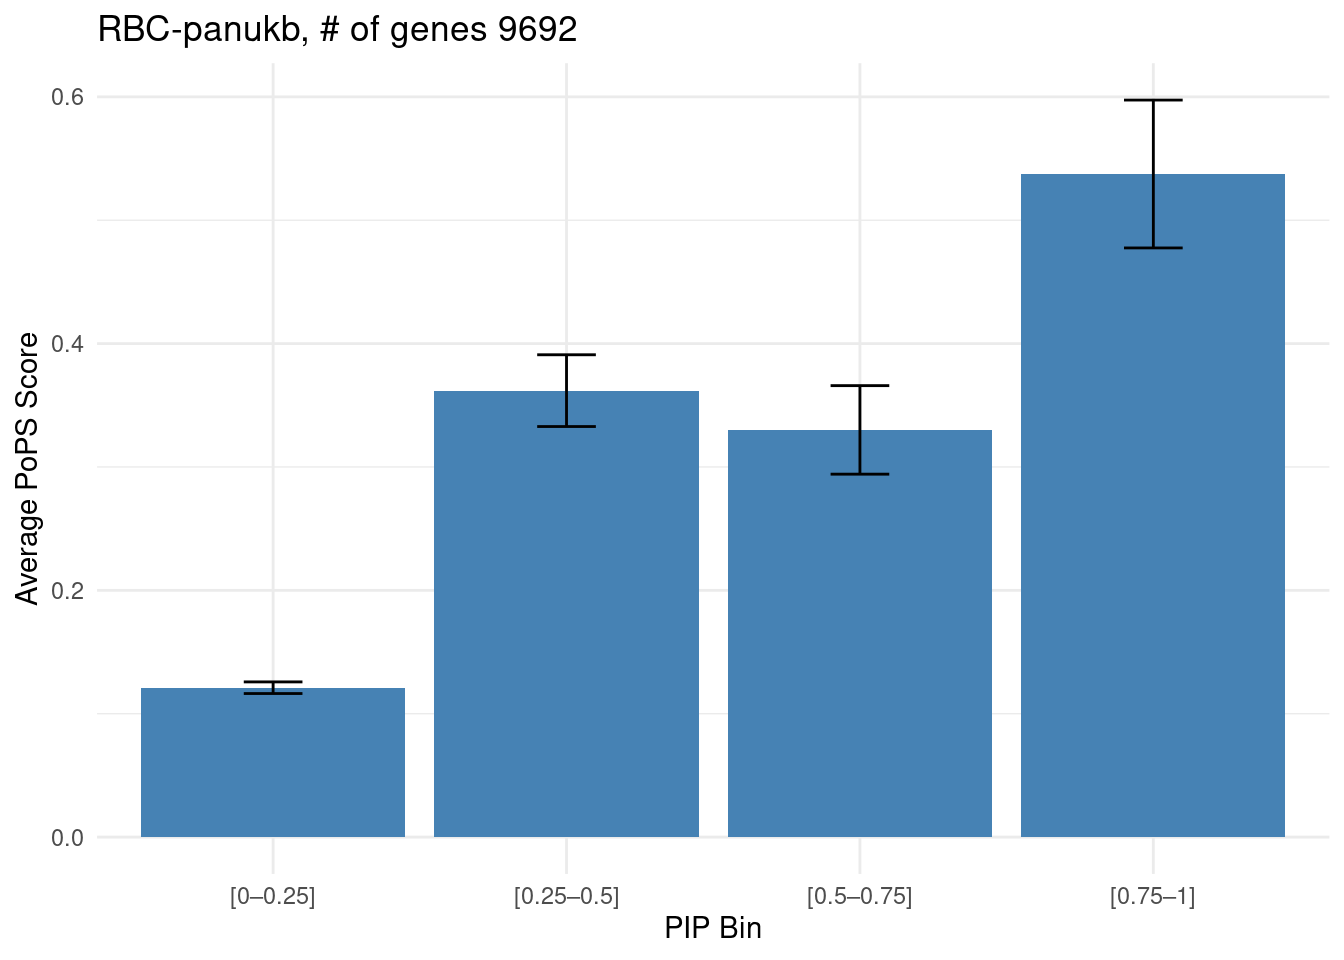 RBC-panukb, # of genes 9692
Average PoPS Score
0.6
0.4
0.2
0.0
[0–0.25]
[0.25–0.5]
[0.5–0.75]
[0.75–1]
PIP Bin